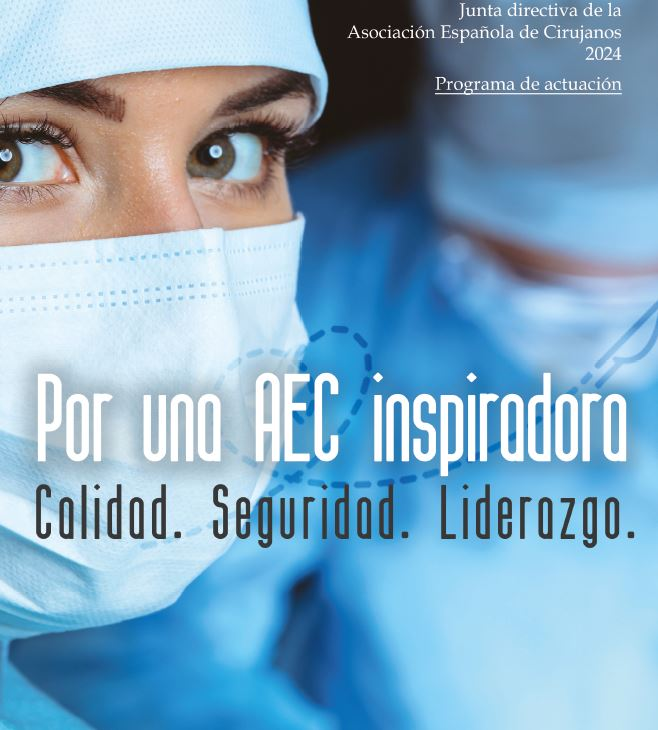 Junta directiva de la
Asociación Española de Cirujanos
2024
Programa de actuación
Por una AEC inspiradora
Calidad. Seguridad. Liderazgo.